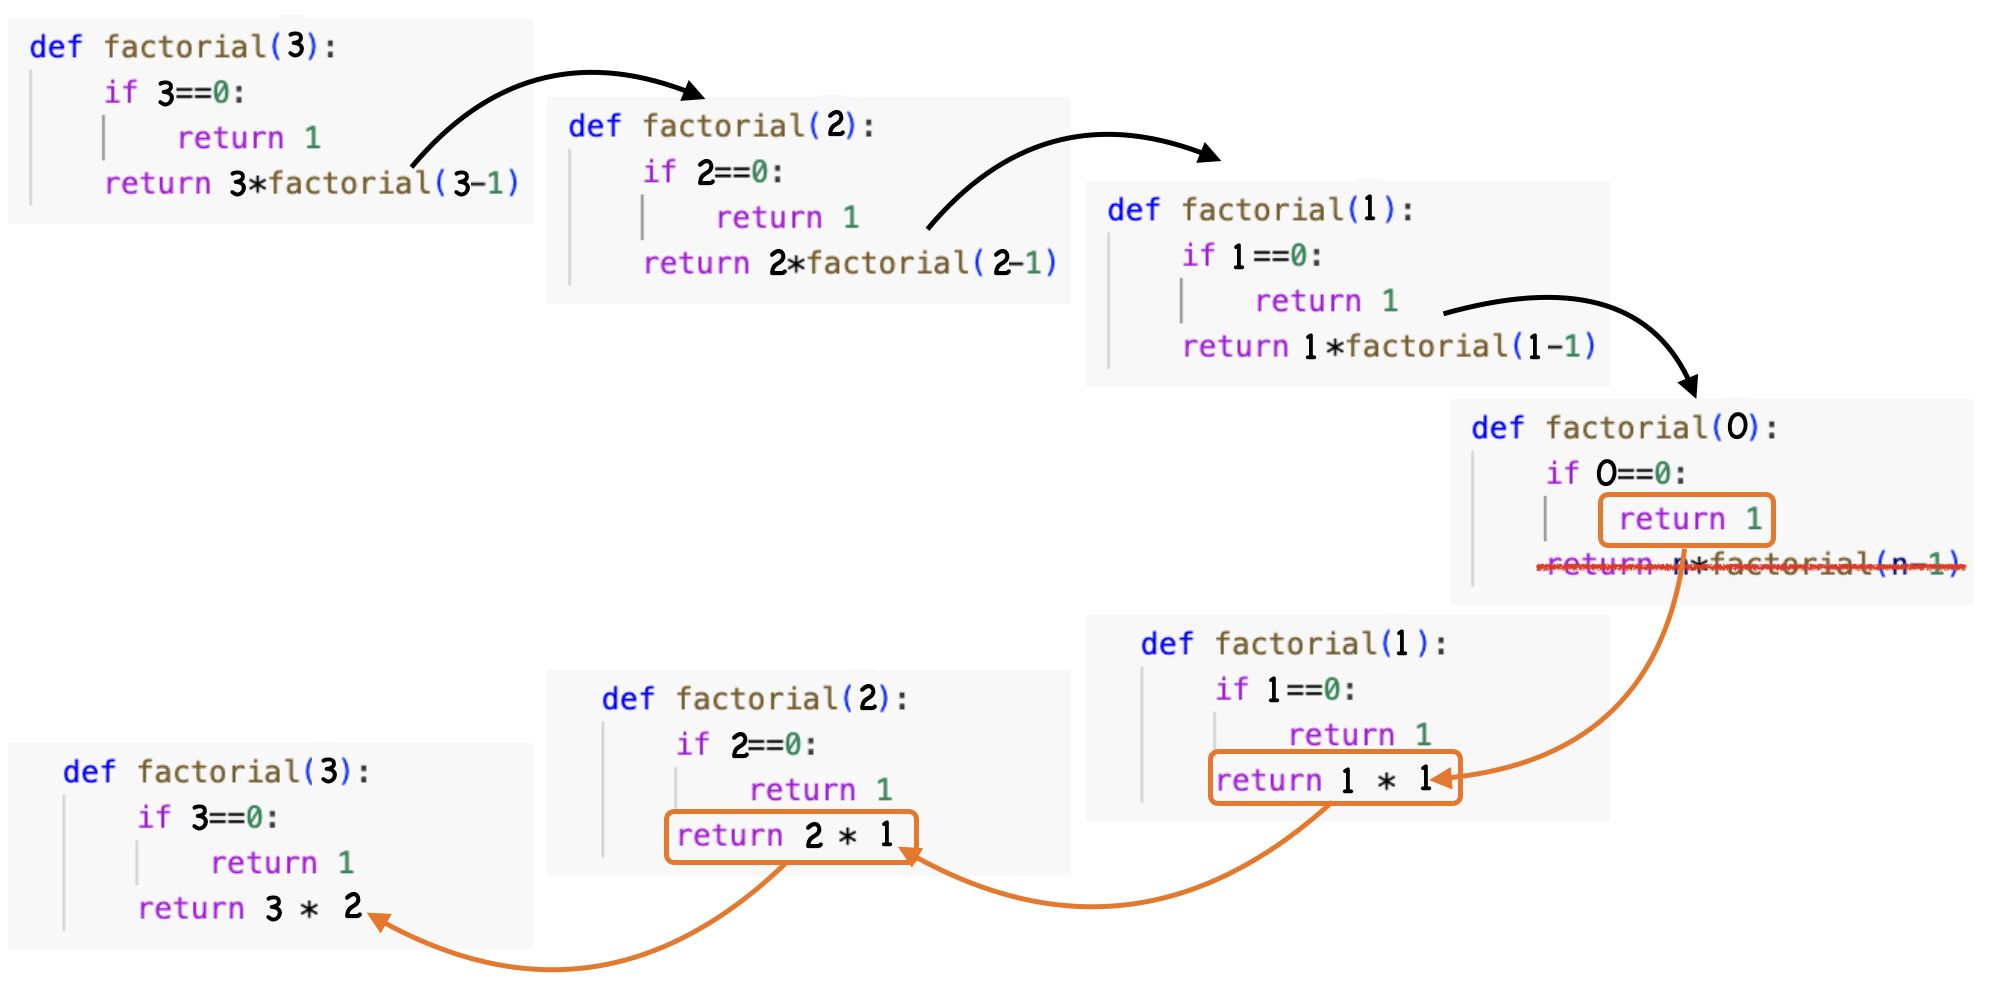 def factorial(3):
if 3==0:
return 1
return 3*factorial(3-1)
def factorial(2):
if 2==0:
return 1
return 2*factorial(2-1)
def factorial(1):
if 1==0:
return 1
return 1*factorial(1-1)
def factorial(0):
if 0==0:
return 1
return n*factorial(n-1)
def factorial(1):
if 1==0:
return 1
return 1 * 1
def factorial(2):
if 2==0:
return 1
return 2 * 1
def factorial(3):
if 3==0:
return 1
return 3 * 2